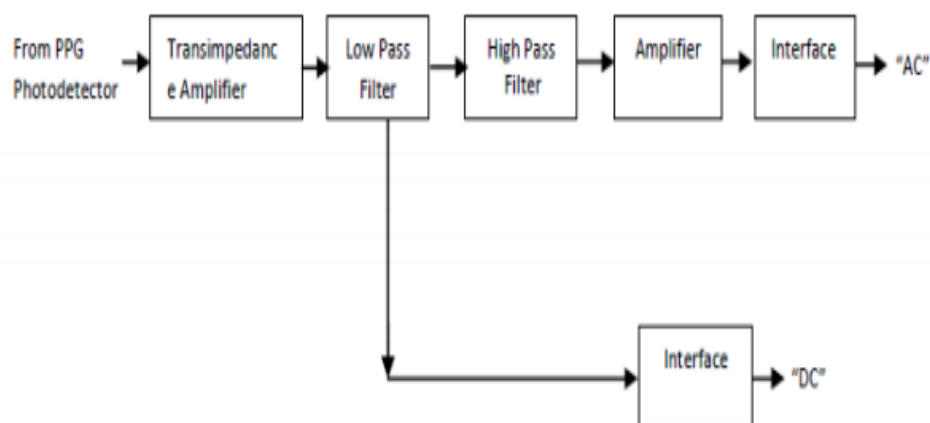 From PPG
Photodetector
Transimpedanc
e Amplifier
Low Pass
Filter
High Pass
Filter
Amplifier
Interface
“AC”
Interface
“DC”